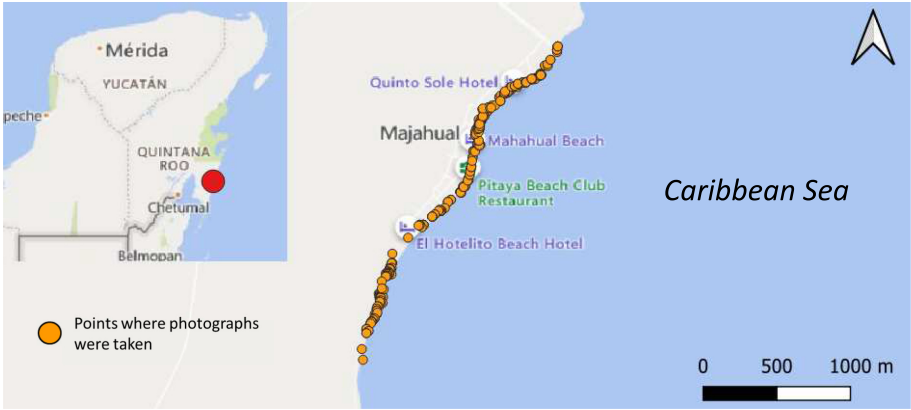 Mérida
YUCATÁN
peche
QUINTANA
ROO
Chetumal
Belmopan
Quinto Sole Hotel
Majahual
Mahahual Beach
Pitaya Beach Club
Restaurant
El Hotelito Beach Hotel
Caribbean Sea
Points where photographs
were taken
0 500 1000 m